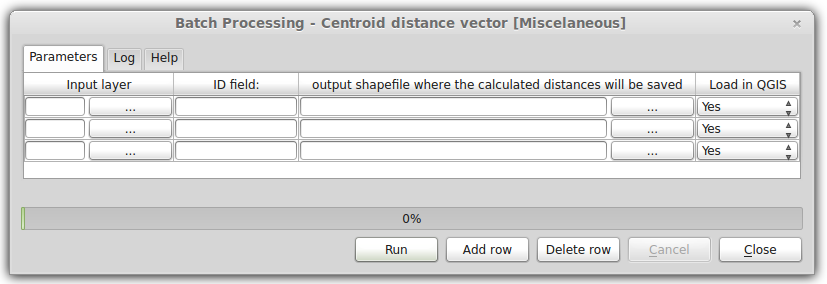 Batch Processing - Centroid distance vector [Miscelaneous]
Parameters Log Help
Input layer ID field: output shapefile where the calculated distances will be saved Load in QGIS
... ... Yes
... ... Yes
... ... Yes
0%
Run Add row Delete row Cancel Close